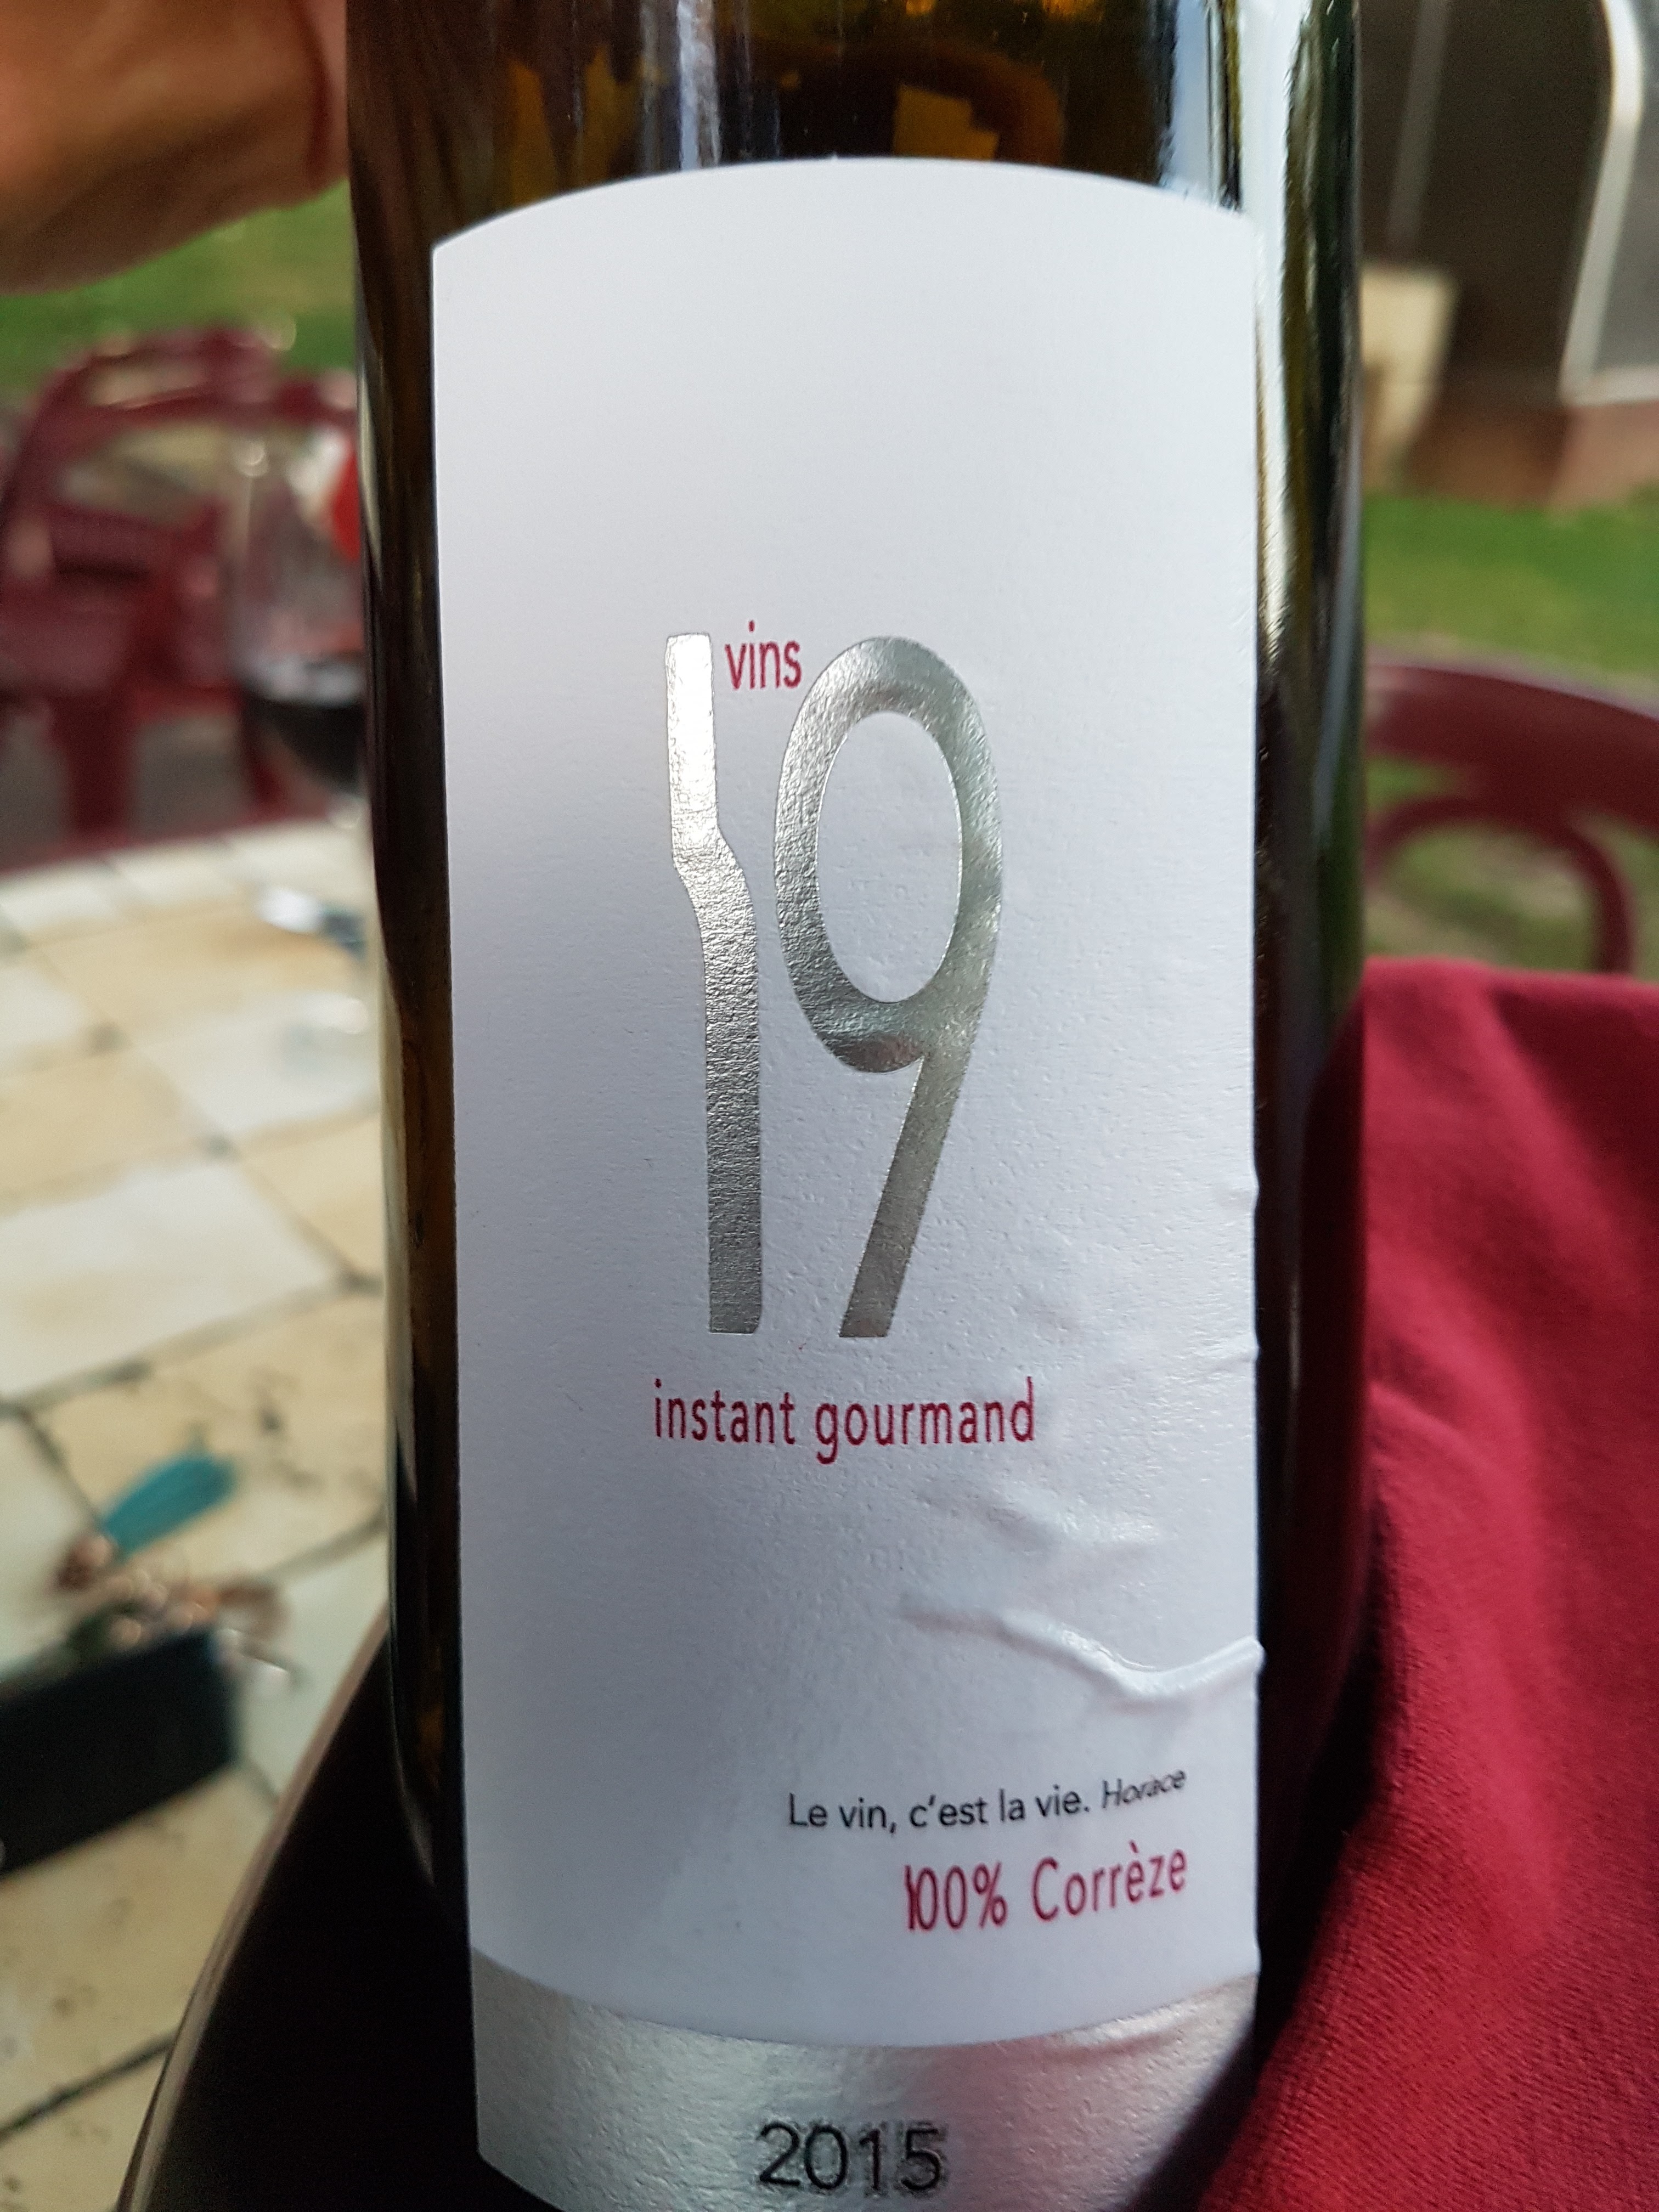 vins
19
instant gourmand
Le vin, c'est la vie. Horace
100% Corrèze
2015